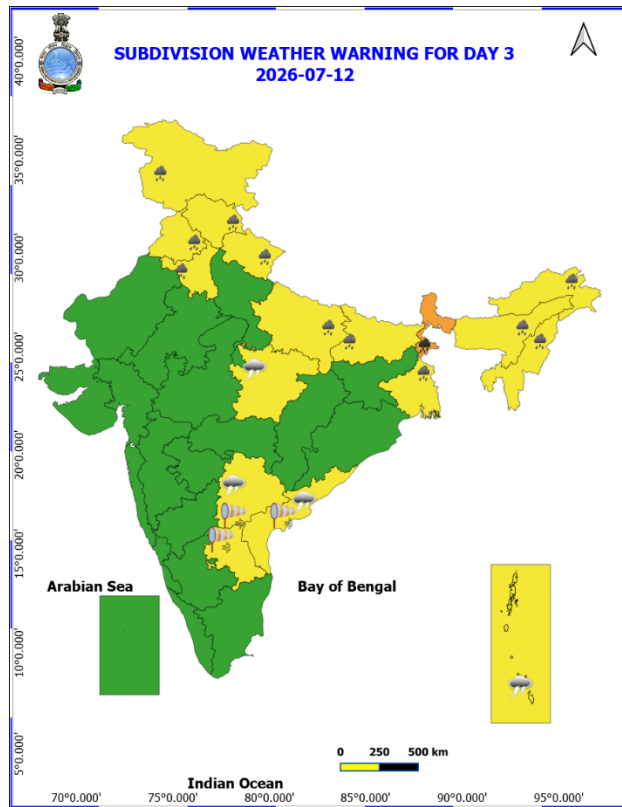 SUBDIVISION WEATHER WARNING FOR DAY 3
2026-07-12
40°0.000'
35°0.000'
30°0.000'
25°0.000'
20°0.000'
15°0.000'
10°0.000'
5°0.000'
Arabian Sea
Bay of Bengal
0 250 500 km
Indian Ocean
70°0.000' 75°0.000' 80°0.000' 85°0.000' 90°0.000' 95°0.000'